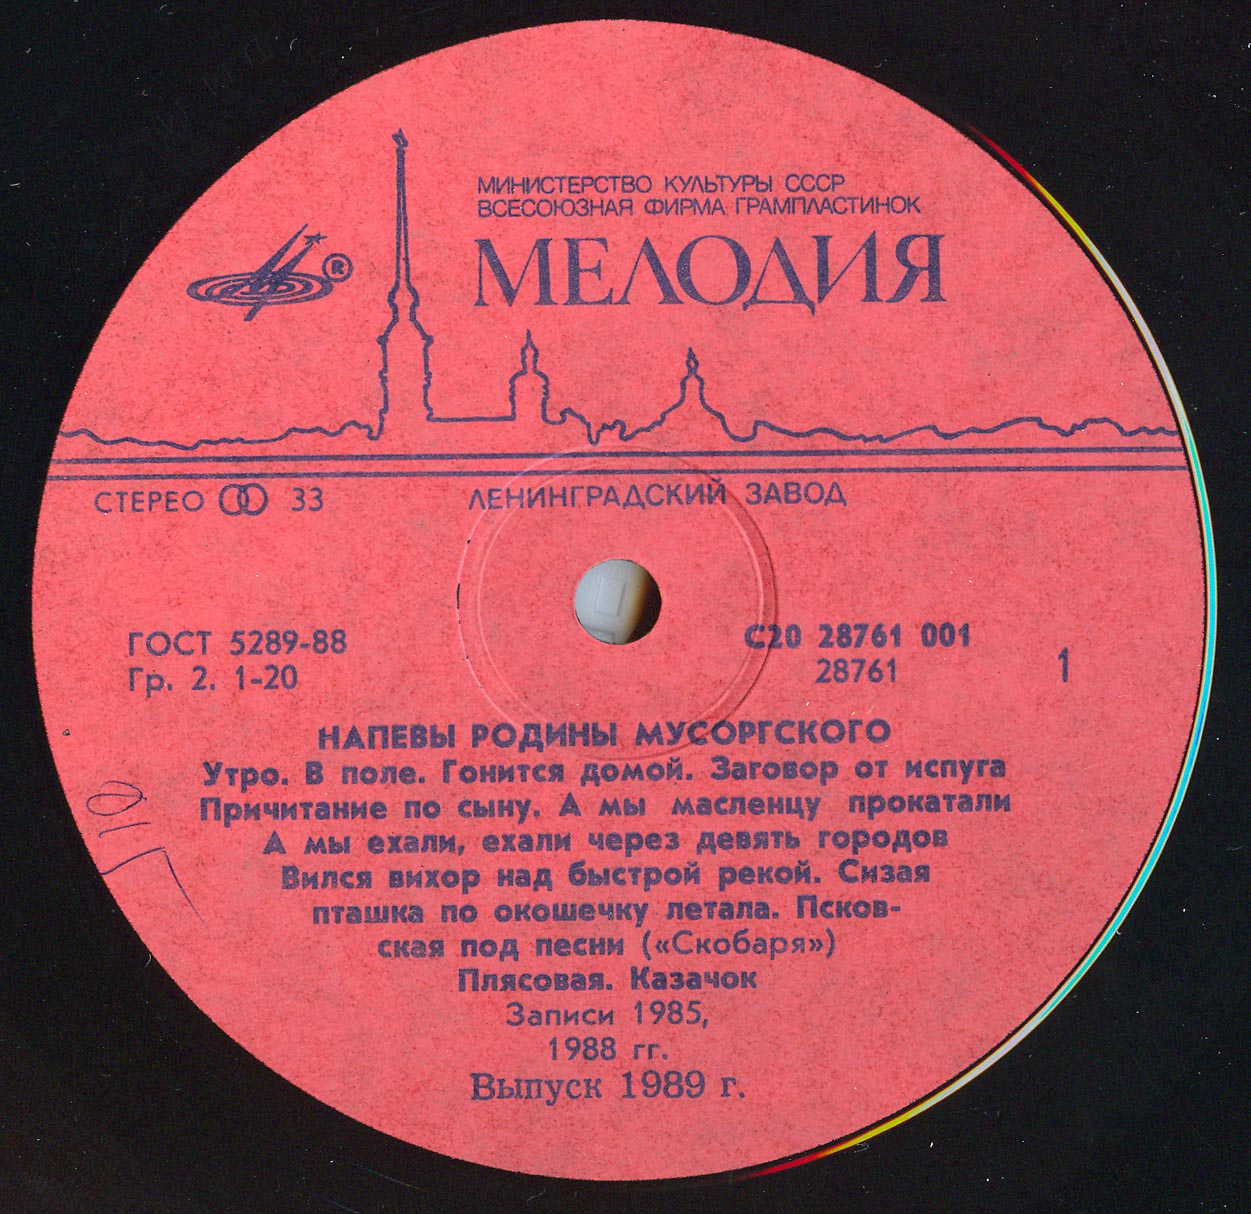 МИНИСТЕРСТВО КУЛЬТУРЫ СССР
ВСЕСОЮЗНАЯ ФИРМА ГРАМПЛАСТИНОК
МЕЛОДИЯ
®
СТЕРЕО 33
ЛЕНИНГРАДСКИЙ ЗАВОД
ГОСТ 5289-88
Гр. 2. 1-20
С20 28761 001
28761
1
НАПЕВЫ РОДИНЫ МУСОРГСКОГО
Утро. В поле. Гонится домой. Заговор от испуга
Причитание по сыну. А мы масленцу прокатали
А мы ехали, ехали через девять городов
Вился вихор над быстрой рекой. Сизая
пташка по окошечку летала. Псков-
ская под песни («Скобаря»)
Плясовая. Казачок
Записи 1985,
1988 гг.
Выпуск 1989 г.